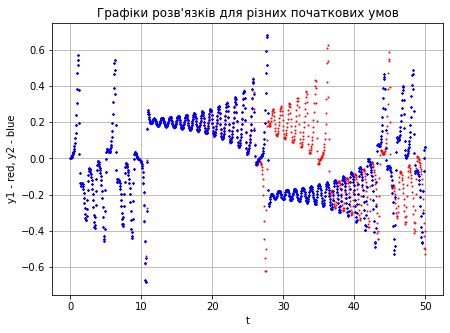 Графіки розв'язків для різних початкових умов
y1 - red, y2 - blue
0.6
0.4
0.2
0.0
−0.2
−0.4
−0.6
0 10 20 30 40 50
t